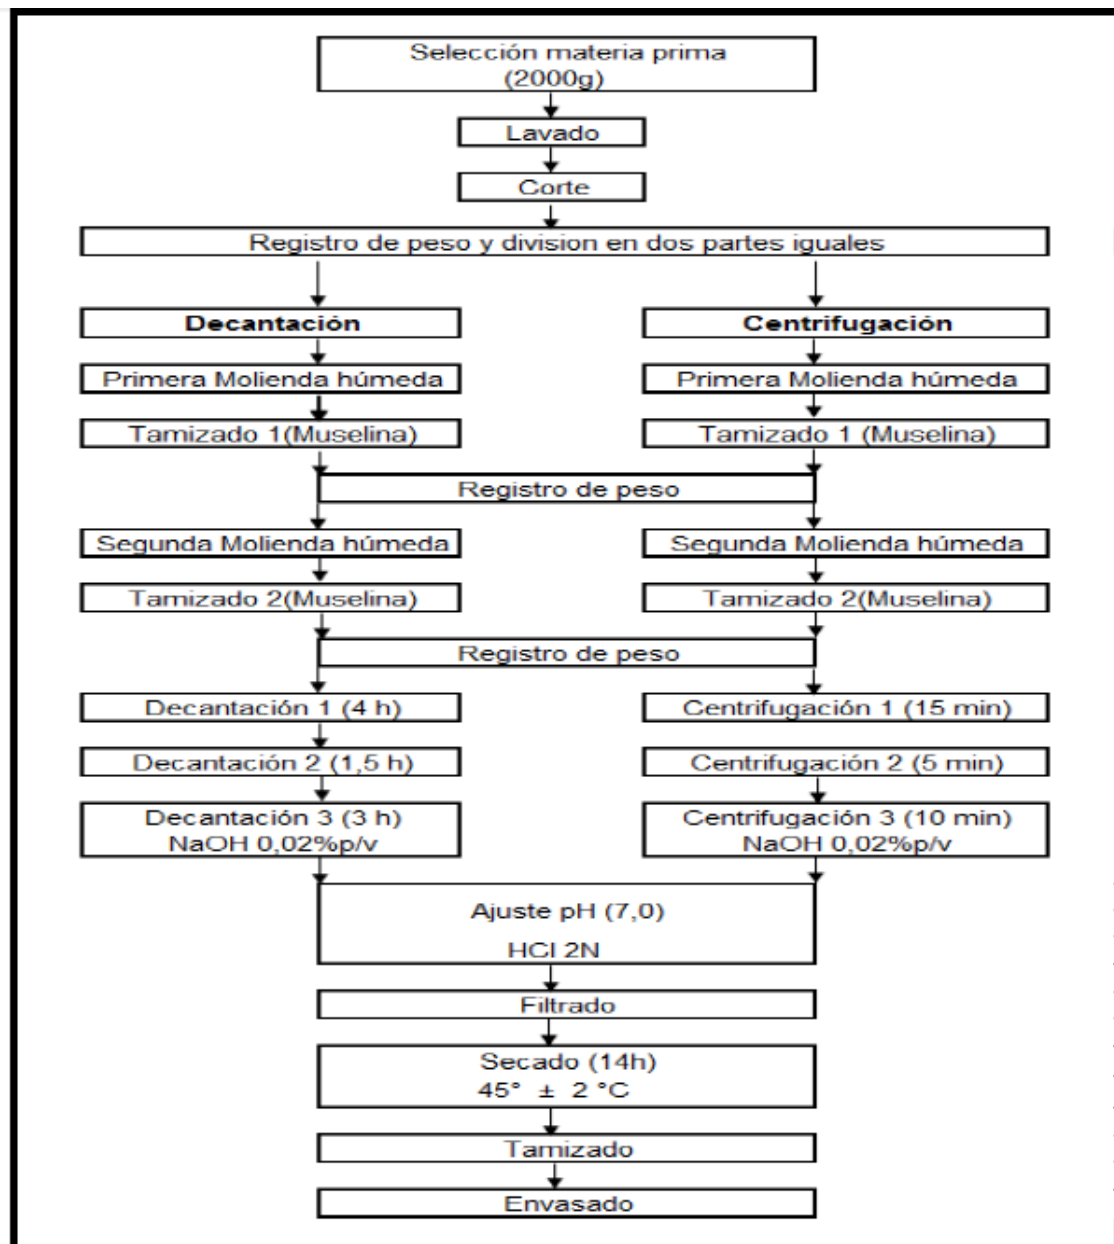 Selección materia prima
(2000g)
Lavado
Corte
Registro de peso y division en dos partes iguales
Decantación
Centrifugación
Primera Molienda húmeda
Primera Molienda húmeda
Tamizado 1(Muselina)
Tamizado 1 (Muselina)
Registro de peso
Segunda Molienda húmeda
Segunda Molienda húmeda
Tamizado 2(Muselina)
Tamizado 2(Muselina)
Registro de peso
Decantación 1 (4 h)
Centrifugación 1 (15 min)
Decantación 2 (1,5 h)
Centrifugación 2 (5 min)
Decantación 3 (3 h)
NaOH 0,02%p/v
Centrifugación 3 (10 min)
NaOH 0,02%p/v
Ajuste pH (7,0)
HCl 2N
Filtrado
Secado (14h)
45° ± 2 °C
Tamizado
Envasado